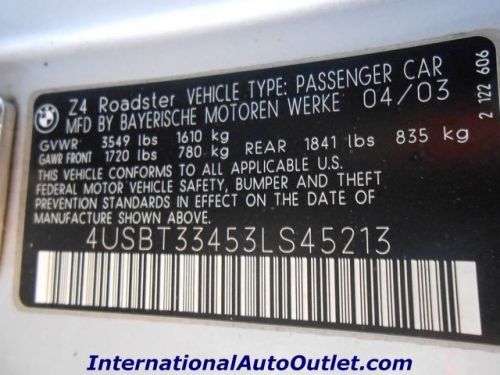 Z4 Roadster VEHICLE TYPE: PASSENGER CAR
MFD BY BAYERISCHE MOTOREN WERKE 04/03
GVWR 3549 lbs 1610 kg
GAWR FRONT 1720 lbs 780 kg REAR 1841 lbs 835 kg
THIS VEHICLE CONFORMS TO ALL APPLICABLE U.S.
FEDERAL MOTOR VEHICLE SAFETY, BUMPER AND THEFT
PREVENTION STANDARDS IN EFFECT ON THE DATE OF
MANUFACTURE SHOWN ABOVE.
4USBT33453LS45213
2 122 606
InternationalAutoOutlet.com